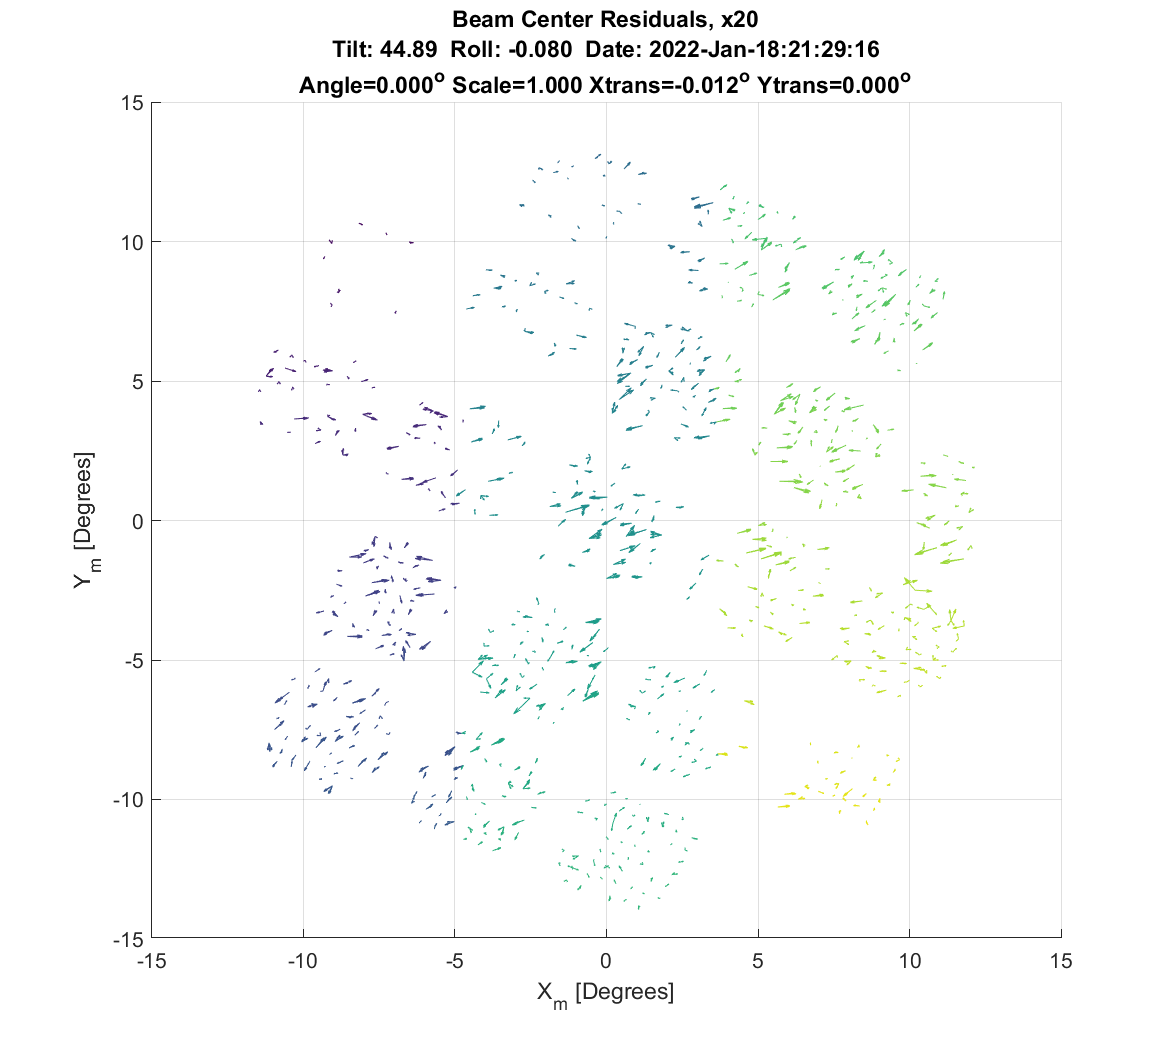 Beam Center Residuals, x20
Tilt: 44.89 Roll: -0.080 Date: 2022-Jan-18:21:29:16
Angle=0.000° Scale=1.000 Xtrans=-0.012° Ytrans=0.000°
15
10
5
0
-5
-10
-15
Y_m [Degrees]
-15 -10 -5 0 5 10 15
X_m [Degrees]